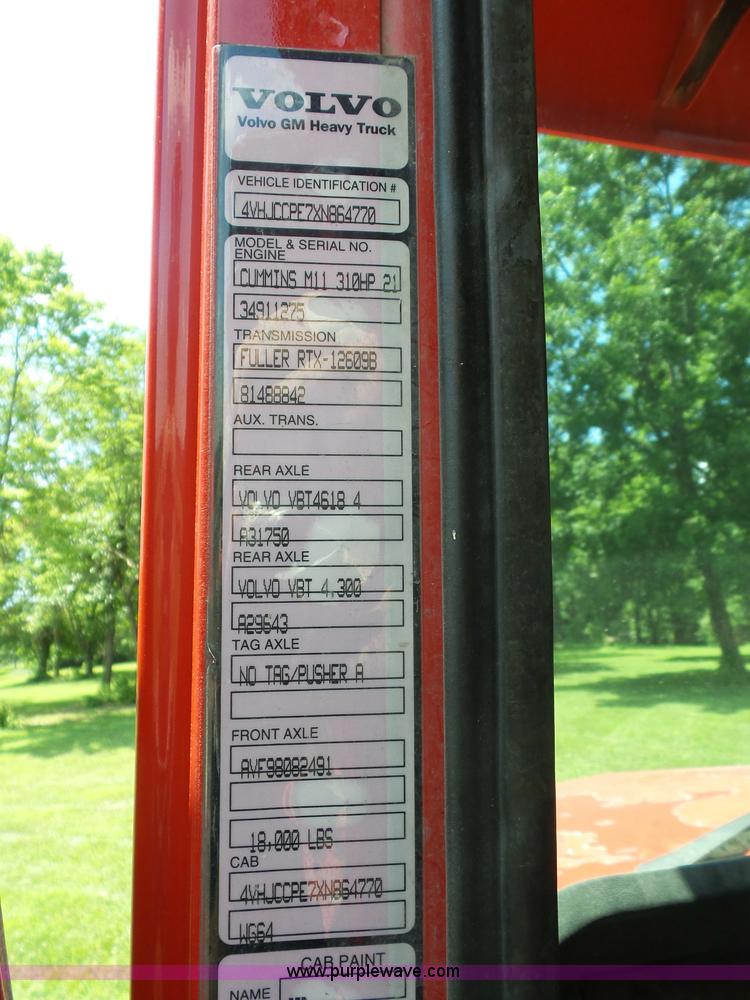 VOLVO
Volvo GM Heavy Truck
VEHICLE IDENTIFICATION #
4VHJCCPE7XN864770
MODEL & SERIAL NO.
ENGINE
CUMMINS M11 310HP 21
34911275
TRANSMISSION
FULLER RTX-12609B
81488842
AUX. TRANS.
REAR AXLE
VOLVO VBT4618 4
A31750
REAR AXLE
VOLVO VBT 4.300
A29643
TAG AXLE
NO TAG/PUSHER A
FRONT AXLE
AVF98082491
18,000 LBS
CAB
4VHJCCPE7XN864770
WG64
CAB PAINT
www.purplewave.com
NAME